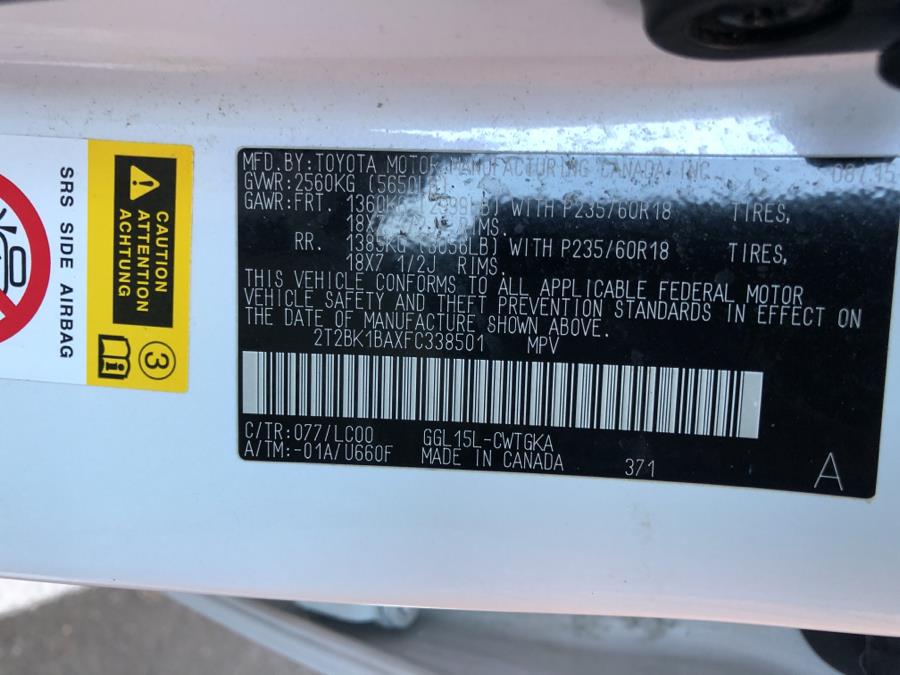 SRS SIDE AIRBAG
CAUTION
ATTENTION
ACHTUNG
3
MFD. BY: TOYOTA MOTOR MANUFACTURING CANADA, INC.
GVWR: 2560KG (5650LB)
GAWR: FRT. WITH P235/60R18 TIRES,
RIMS.
RR. 1385KG WITH P235/60R18 TIRES,
18X7 1/2J RIMS.
THIS VEHICLE CONFORMS TO ALL APPLICABLE FEDERAL MOTOR
VEHICLE SAFETY AND THEFT PREVENTION STANDARDS IN EFFECT ON
THE DATE OF MANUFACTURE SHOWN ABOVE.
2T2BK1BAXFC338501 MPV
C/TR: 077/LC00 GGL15L-CWTGKA
A/TM: -01A/U660F MADE IN CANADA 371 A